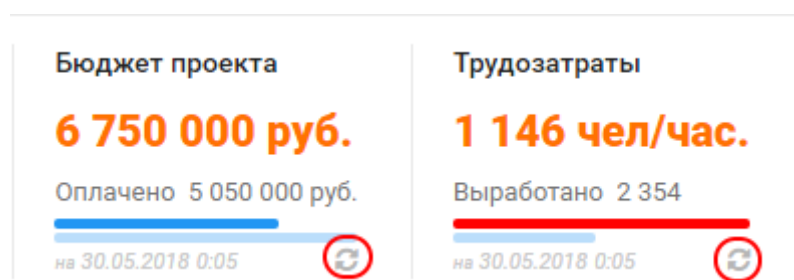 Бюджет проекта
6 750 000 руб.
Оплачено 5 050 000 руб.
на 30.05.2018 0:05
Трудозатраты
1 146 чел/час.
Выработано 2 354
на 30.05.2018 0:05